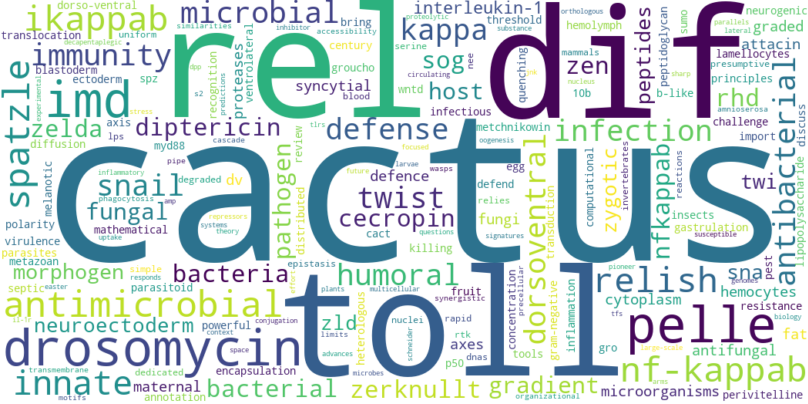 dorso-ventral
similarities
inhibitor
proteolytic
accessibility
orthologous
parallels
decapentaplegic
ikappab
microbial
interleukin-1
threshold
hemolymph
sumo
neurogenic
translocation
uniform
bring
substance
lateral
graded
immunity
century
kappa
mammals
sharp
lamellocytes
attacin
blastoderm
serine
nee
nucleus
presumptive
ectoderm
spz
groucho
sog
zen
peptides
peptidoglycan
principles
imd
rel
dif
quenching
spatzle
axis
s2
predictions
recognition
proteases
ventrolateral
syncytial
wntd
host
10b
b-like
amnioserosa
experimental
lps
circulating
blood
rhd
challenge
zelda
diptericin
defense
infectious
metchnikowin
infection
import
diffusion
myd88
tlrs
cascade
review
focused
oogenesis
nfkappab
discuss
antibacterial
lipopolysaccharide
pipe
inflammatory
larvae
wasps
egg
melanotic
degraded
dv
pathogen
distributed
defence
future
defend
relies
transduction
computational
invertebrates
reactions
snail
phagocytosis
amp
twist
signatures
fungi
dorsoventral
zygotic
insects
twi
fungal
systems
repressors
cecropin
questions
killing
gastrulation
susceptible
polarity
mathematical
uptake
theory
cactus
virulence
easter
cact
parasites
simple
epistasis
pioneer
sna
pest
genomes
metazoan
responds
plants
multicellular
morphogen
bacteria
humoral
fruit
relish
hemocytes
biology
septic
parasitoid
synergistic
concentration
precellular
inflammation
gram-negative
cytoplasm
resistance
antimicrobial
toll
rapid
tfs
pelle
fat
neuroectoderm
powerful
zld
nuclei
rtk
gro
antifungal
conjugation
context
limits
schneider
axes
tools
drosomycin
space
advances
heterologous
p50
dnas
innate
transmembrane
dedicated
encapsulation
microbes
nf-kappab
maternal
bacterial
zerknullt
gradient
microorganisms
motifs
annotation
organizational
perivitelline